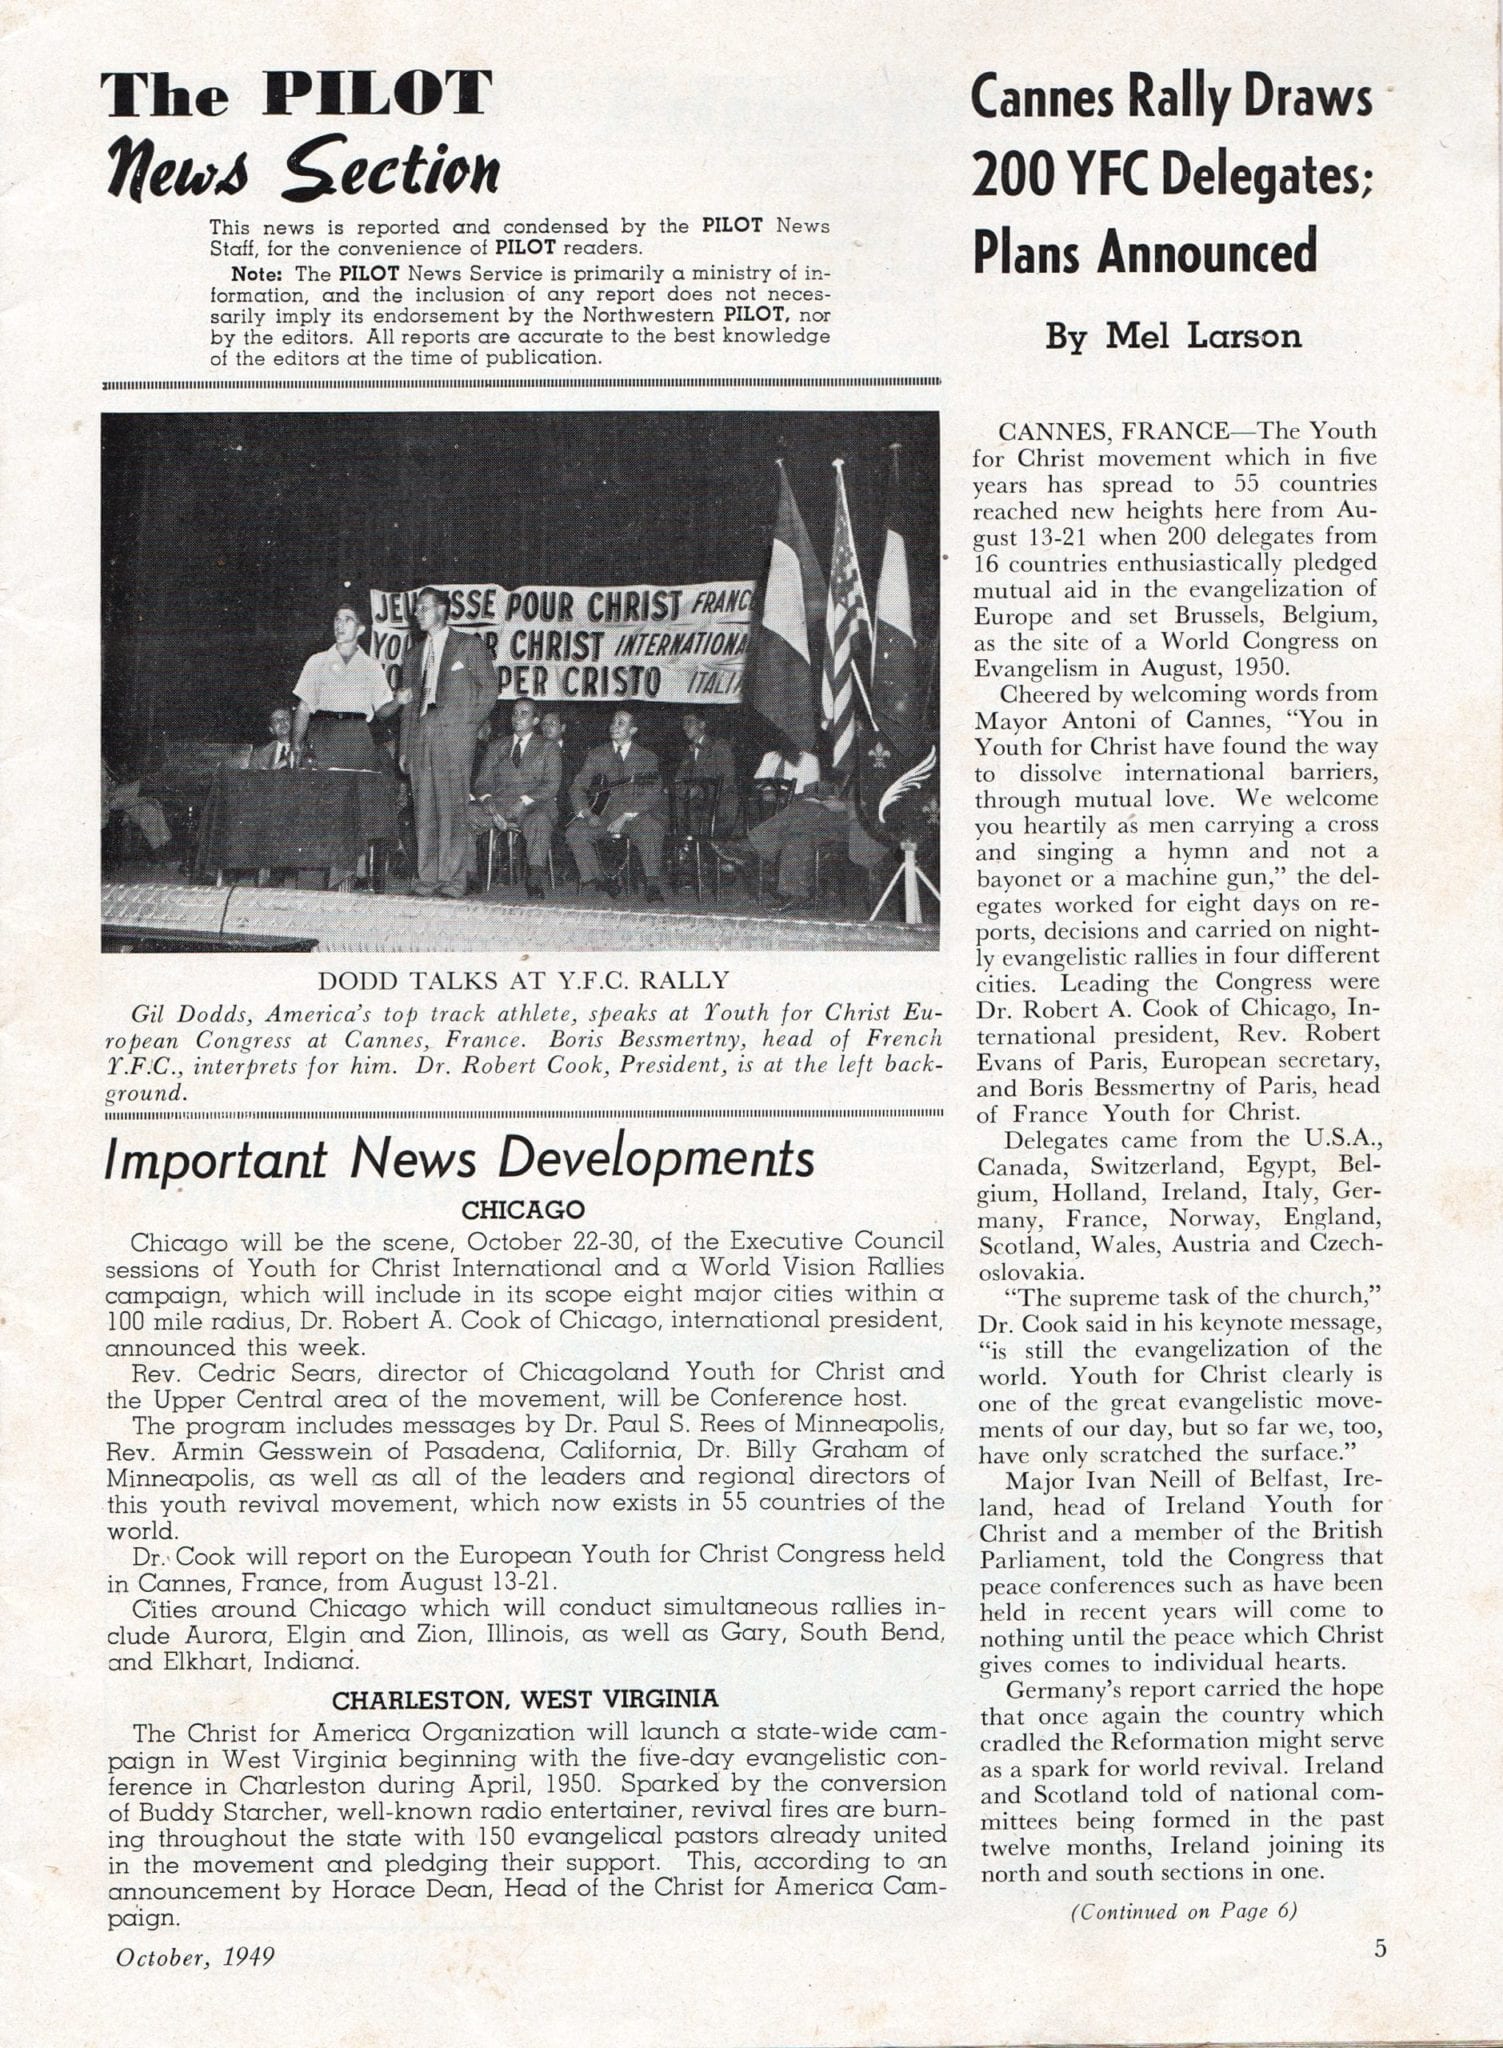 The PILOT
News Section
This news is reported and condensed by the PILOT News
Staff, for the convenience of PILOT readers.
Note: The PILOT News Service is primarily a ministry of in-
formation, and the inclusion of any report does not neces-
sarily imply its endorsement by the Northwestern PILOT, nor
by the editors. All reports are accurate to the best knowledge
of the editors at the time of publication.
POUR CHRIST FRANC
CHRIST INTERNATIONA
PER CRISTO ITALI
DODD TALKS AT Y.F.C. RALLY
Gil Dodds, America's top track athlete, speaks at Youth for Christ Eu-
ropean Congress at Cannes, France. Boris Bessmertny, head of French
Y.F.C., interprets for him. Dr. Robert Cook, President, is at the left back-
ground.
Important News Developments
CHICAGO
Chicago will be the scene, October 22-30, of the Executive Council
sessions of Youth for Christ International and a World Vision Rallies
campaign, which will include in its scope eight major cities within a
100 mile radius, Dr. Robert A. Cook of Chicago, international president,
announced this week.
Rev. Cedric Sears, director of Chicagoland Youth for Christ and
the Upper Central area of the movement, will be Conference host.
The program includes messages by Dr. Paul S. Rees of Minneapolis,
Rev. Armin Gesswein of Pasadena, California, Dr. Billy Graham of
Minneapolis, as well as all of the leaders and regional directors of
this youth revival movement, which now exists in 55 countries of the
world.
Dr. Cook will report on the European Youth for Christ Congress held
in Cannes, France, from August 13-21.
Cities around Chicago which will conduct simultaneous rallies in-
clude Aurora, Elgin and Zion, Illinois, as well as Gary, South Bend,
and Elkhart, Indiana.
CHARLESTON, WEST VIRGINIA
The Christ for America Organization will launch a state-wide cam-
paign in West Virginia beginning with the five-day evangelistic con-
ference in Charleston during April, 1950. Sparked by the conversion
of Buddy Starcher, well-known radio entertainer, revival fires are burn-
ing throughout the state with 150 evangelical pastors already united
in the movement and pledging their support. This, according to an
announcement by Horace Dean, Head of the Christ for America Cam-
paign.
October, 1949
Cannes Rally Draws
200 YFC Delegates;
Plans Announced
By Mel Larson
CANNES, FRANCE—The Youth
for Christ movement which in five
years has spread to 55 countries
reached new heights here from Au-
gust 13-21 when 200 delegates from
16 countries enthusiastically pledged
mutual aid in the evangelization of
Europe and set Brussels, Belgium,
as the site of a World Congress on
Evangelism in August, 1950.
Cheered by welcoming words from
Mayor Antoni of Cannes, "You in
Youth for Christ have found the way
to dissolve international barriers,
through mutual love. We welcome
you heartily as men carrying a cross
and singing a hymn and not a
bayonet or a machine gun," the del-
egates worked for eight days on re-
ports, decisions and carried on night-
ly evangelistic rallies in four different
cities. Leading the Congress were
Dr. Robert A. Cook of Chicago, In-
ternational president, Rev. Robert
Evans of Paris, European secretary,
and Boris Bessmertny of Paris, head
of France Youth for Christ.
Delegates came from the U.S.A.,
Canada, Switzerland, Egypt, Bel-
gium, Holland, Ireland, Italy, Ger-
many, France, Norway, England,
Scotland, Wales, Austria and Czech-
oslovakia.
"The supreme task of the church,"
Dr. Cook said in his keynote message,
"is still the evangelization of the
world. Youth for Christ clearly is
one of the great evangelistic move-
ments of our day, but so far we, too,
have only scratched the surface."
Major Ivan Neill of Belfast, Ire-
land, head of Ireland Youth for
Christ and a member of the British
Parliament, told the Congress that
peace conferences such as have been
held in recent years will come to
nothing until the peace which Christ
gives comes to individual hearts.
Germany's report carried the hope
that once again the country which
cradled the Reformation might serve
as a spark for world revival. Ireland
and Scotland told of national com-
mittees being formed in the past
twelve months, Ireland joining its
north and south sections in one.
(Continued on Page 6)
5